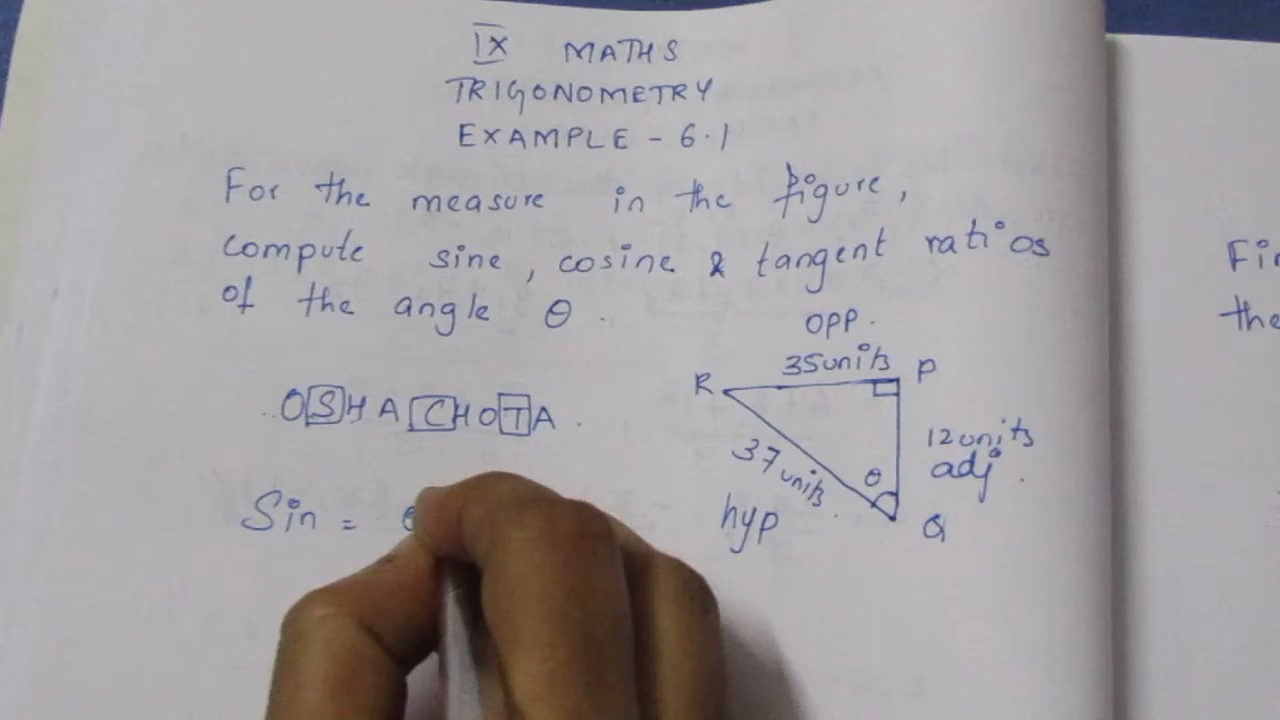 IX MATHS
TRIGONOMETRY
EXAMPLE - 6.1
For the measure in the figure,
compute sine, cosine & tangent ratios
of the angle θ.
OPP.
35units
R
P
OSHACHOTA.
12units
adj.
37units.
θ
hyp
Q
Sin =
the